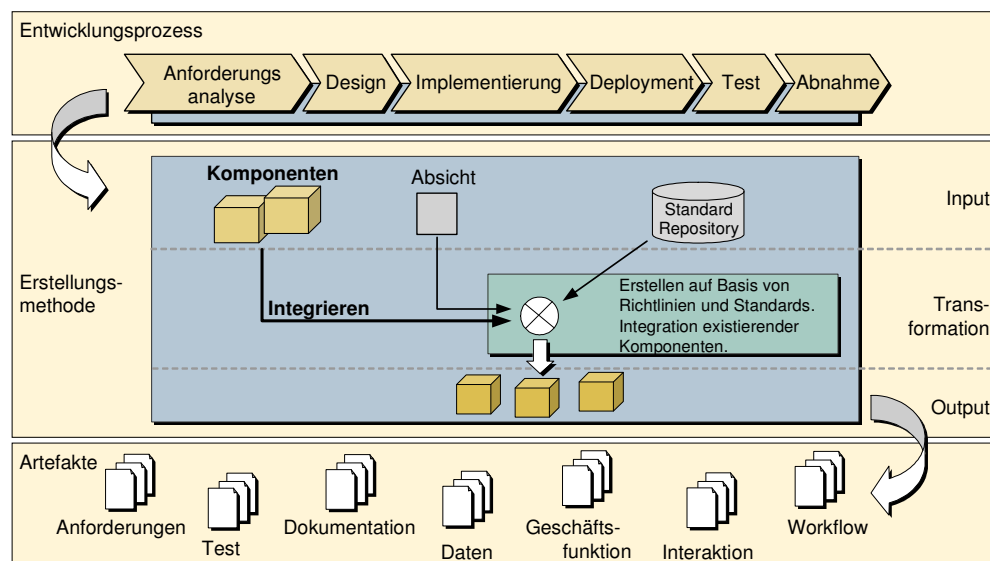 Entwicklungsprozess
Anforderungs
analyse
Design
Implementierung
Deployment
Test
Abnahme
Komponenten
Absicht
Standard
Repository
Input
Erstellungs-
methode
Integrieren
Erstellen auf Basis von
Richtlinien und Standards.
Integration existierender
Komponenten.
Trans-
formation
Output
Artefakte
Anforderungen
Test
Dokumentation
Daten
Geschäfts-
funktion
Interaktion
Workflow